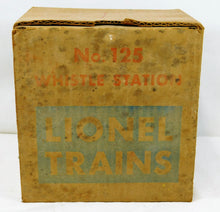 No 125
WHISTLE STATION
LIONEL
TRAINS